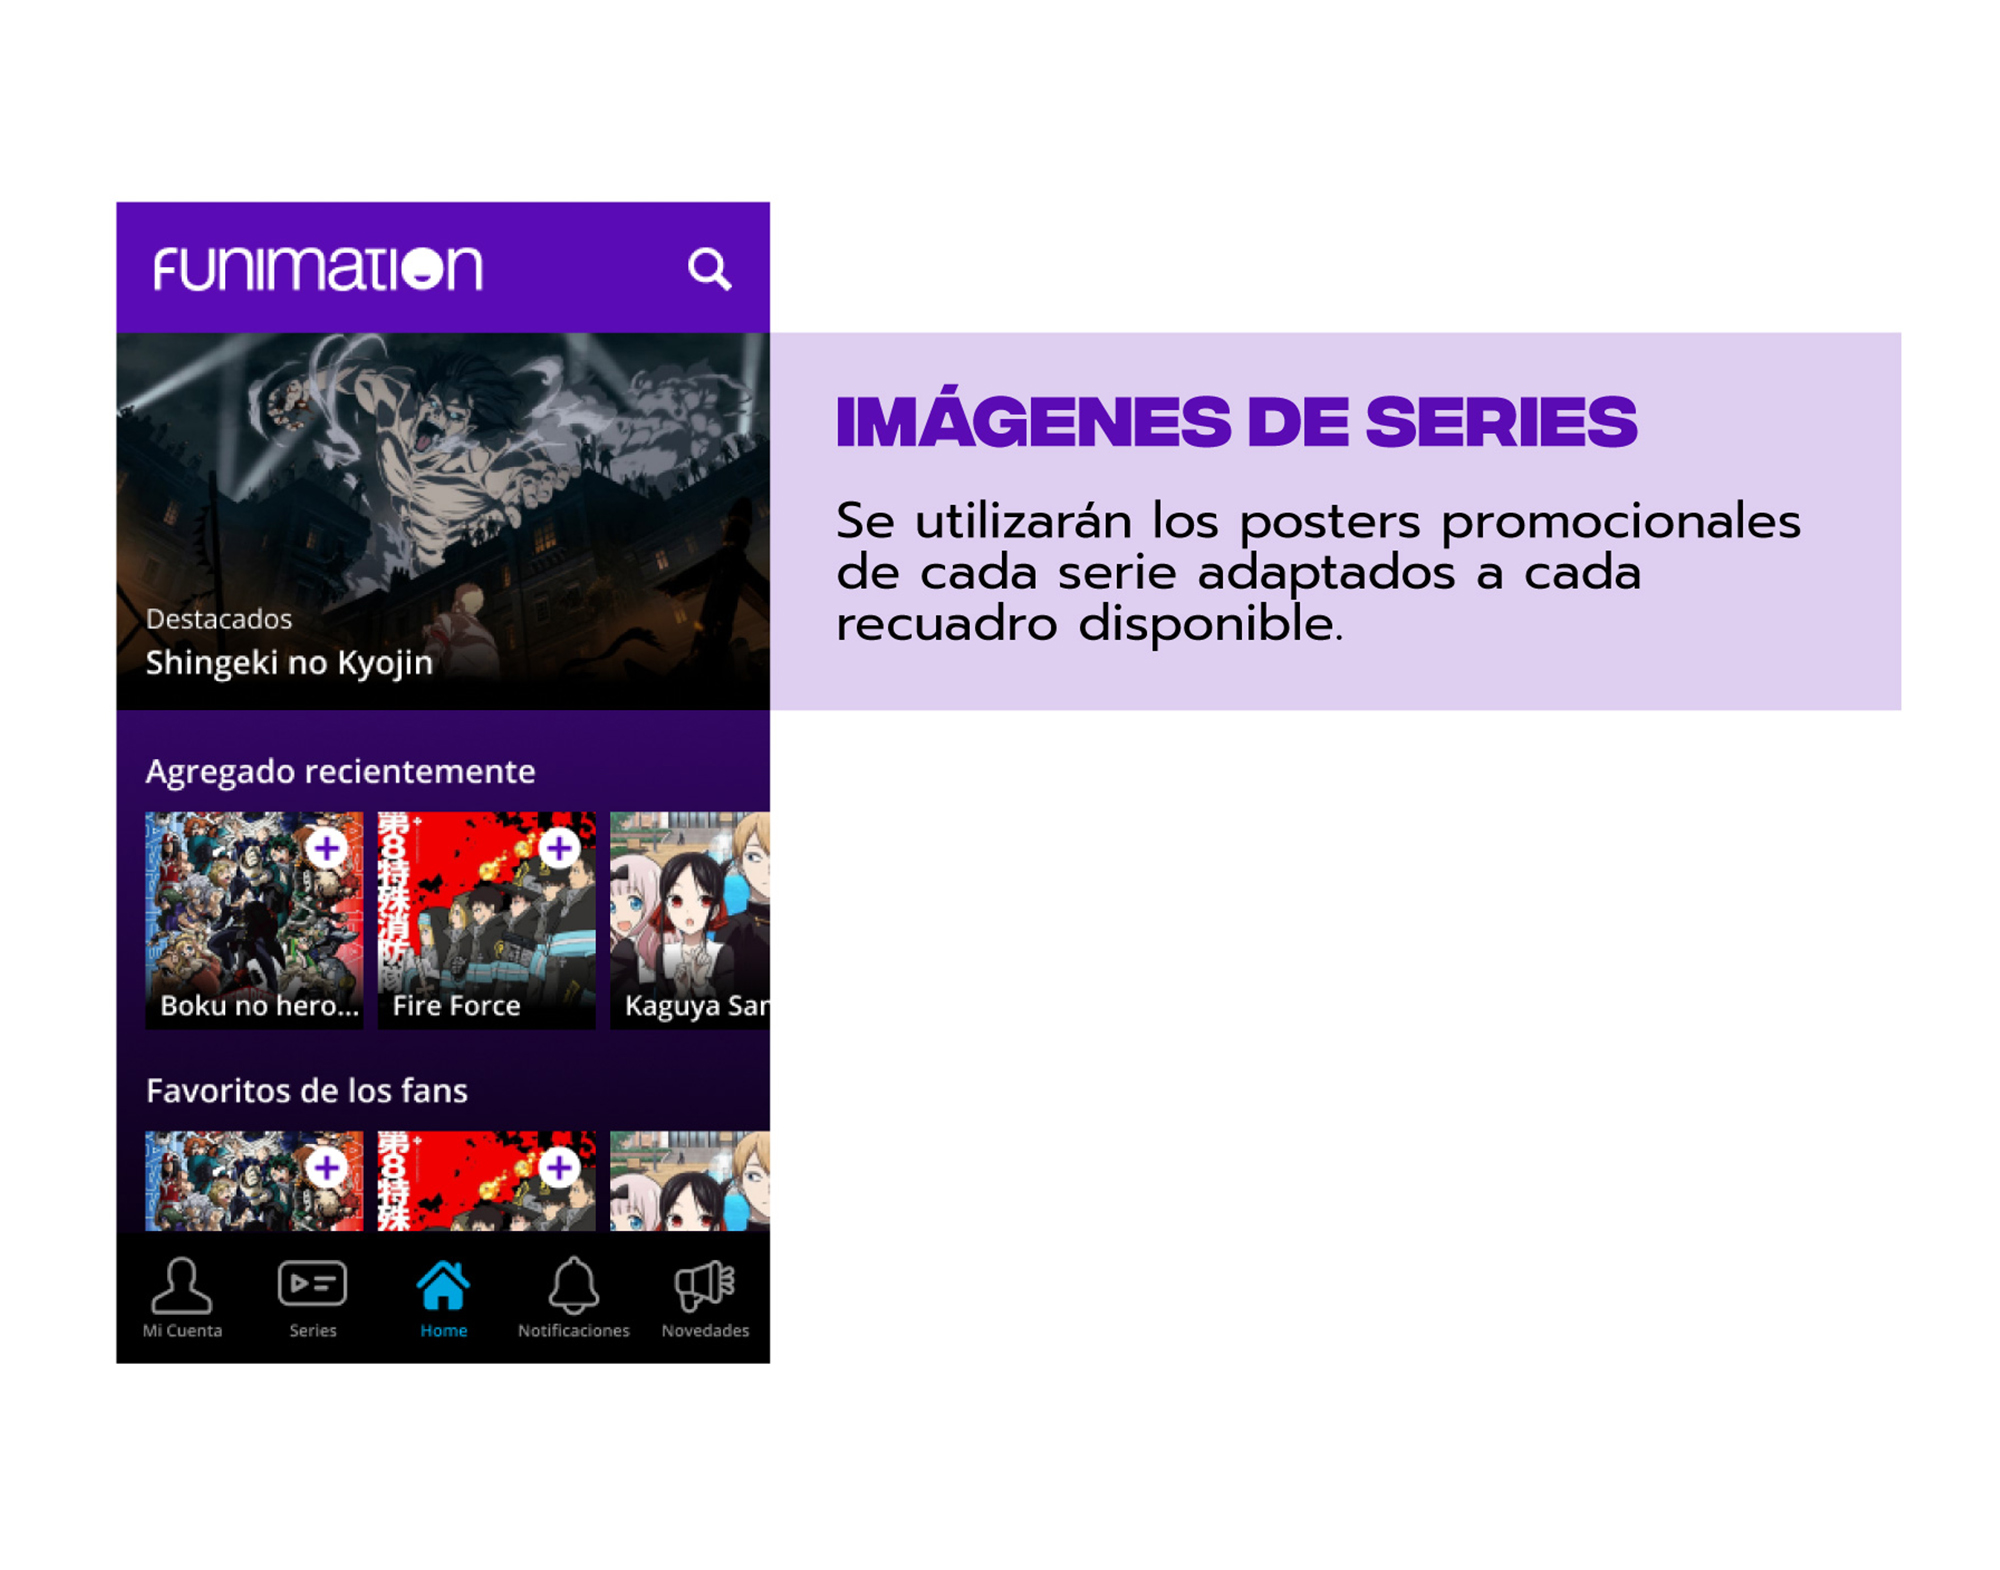 FUNIMATION
Destacados
Shingeki no Kyojin
IMÁGENES DE SERIES
Se utilizarán los posters promocionales
de cada serie adaptados a cada
recuadro disponible.
Agregado recientemente
第8特殊消防隊
Boku no hero...
Fire Force
Kaguya Sar
Favoritos de los fans
第8特殊
Mi Cuenta
Series
Home
Notificaciones
Novedades